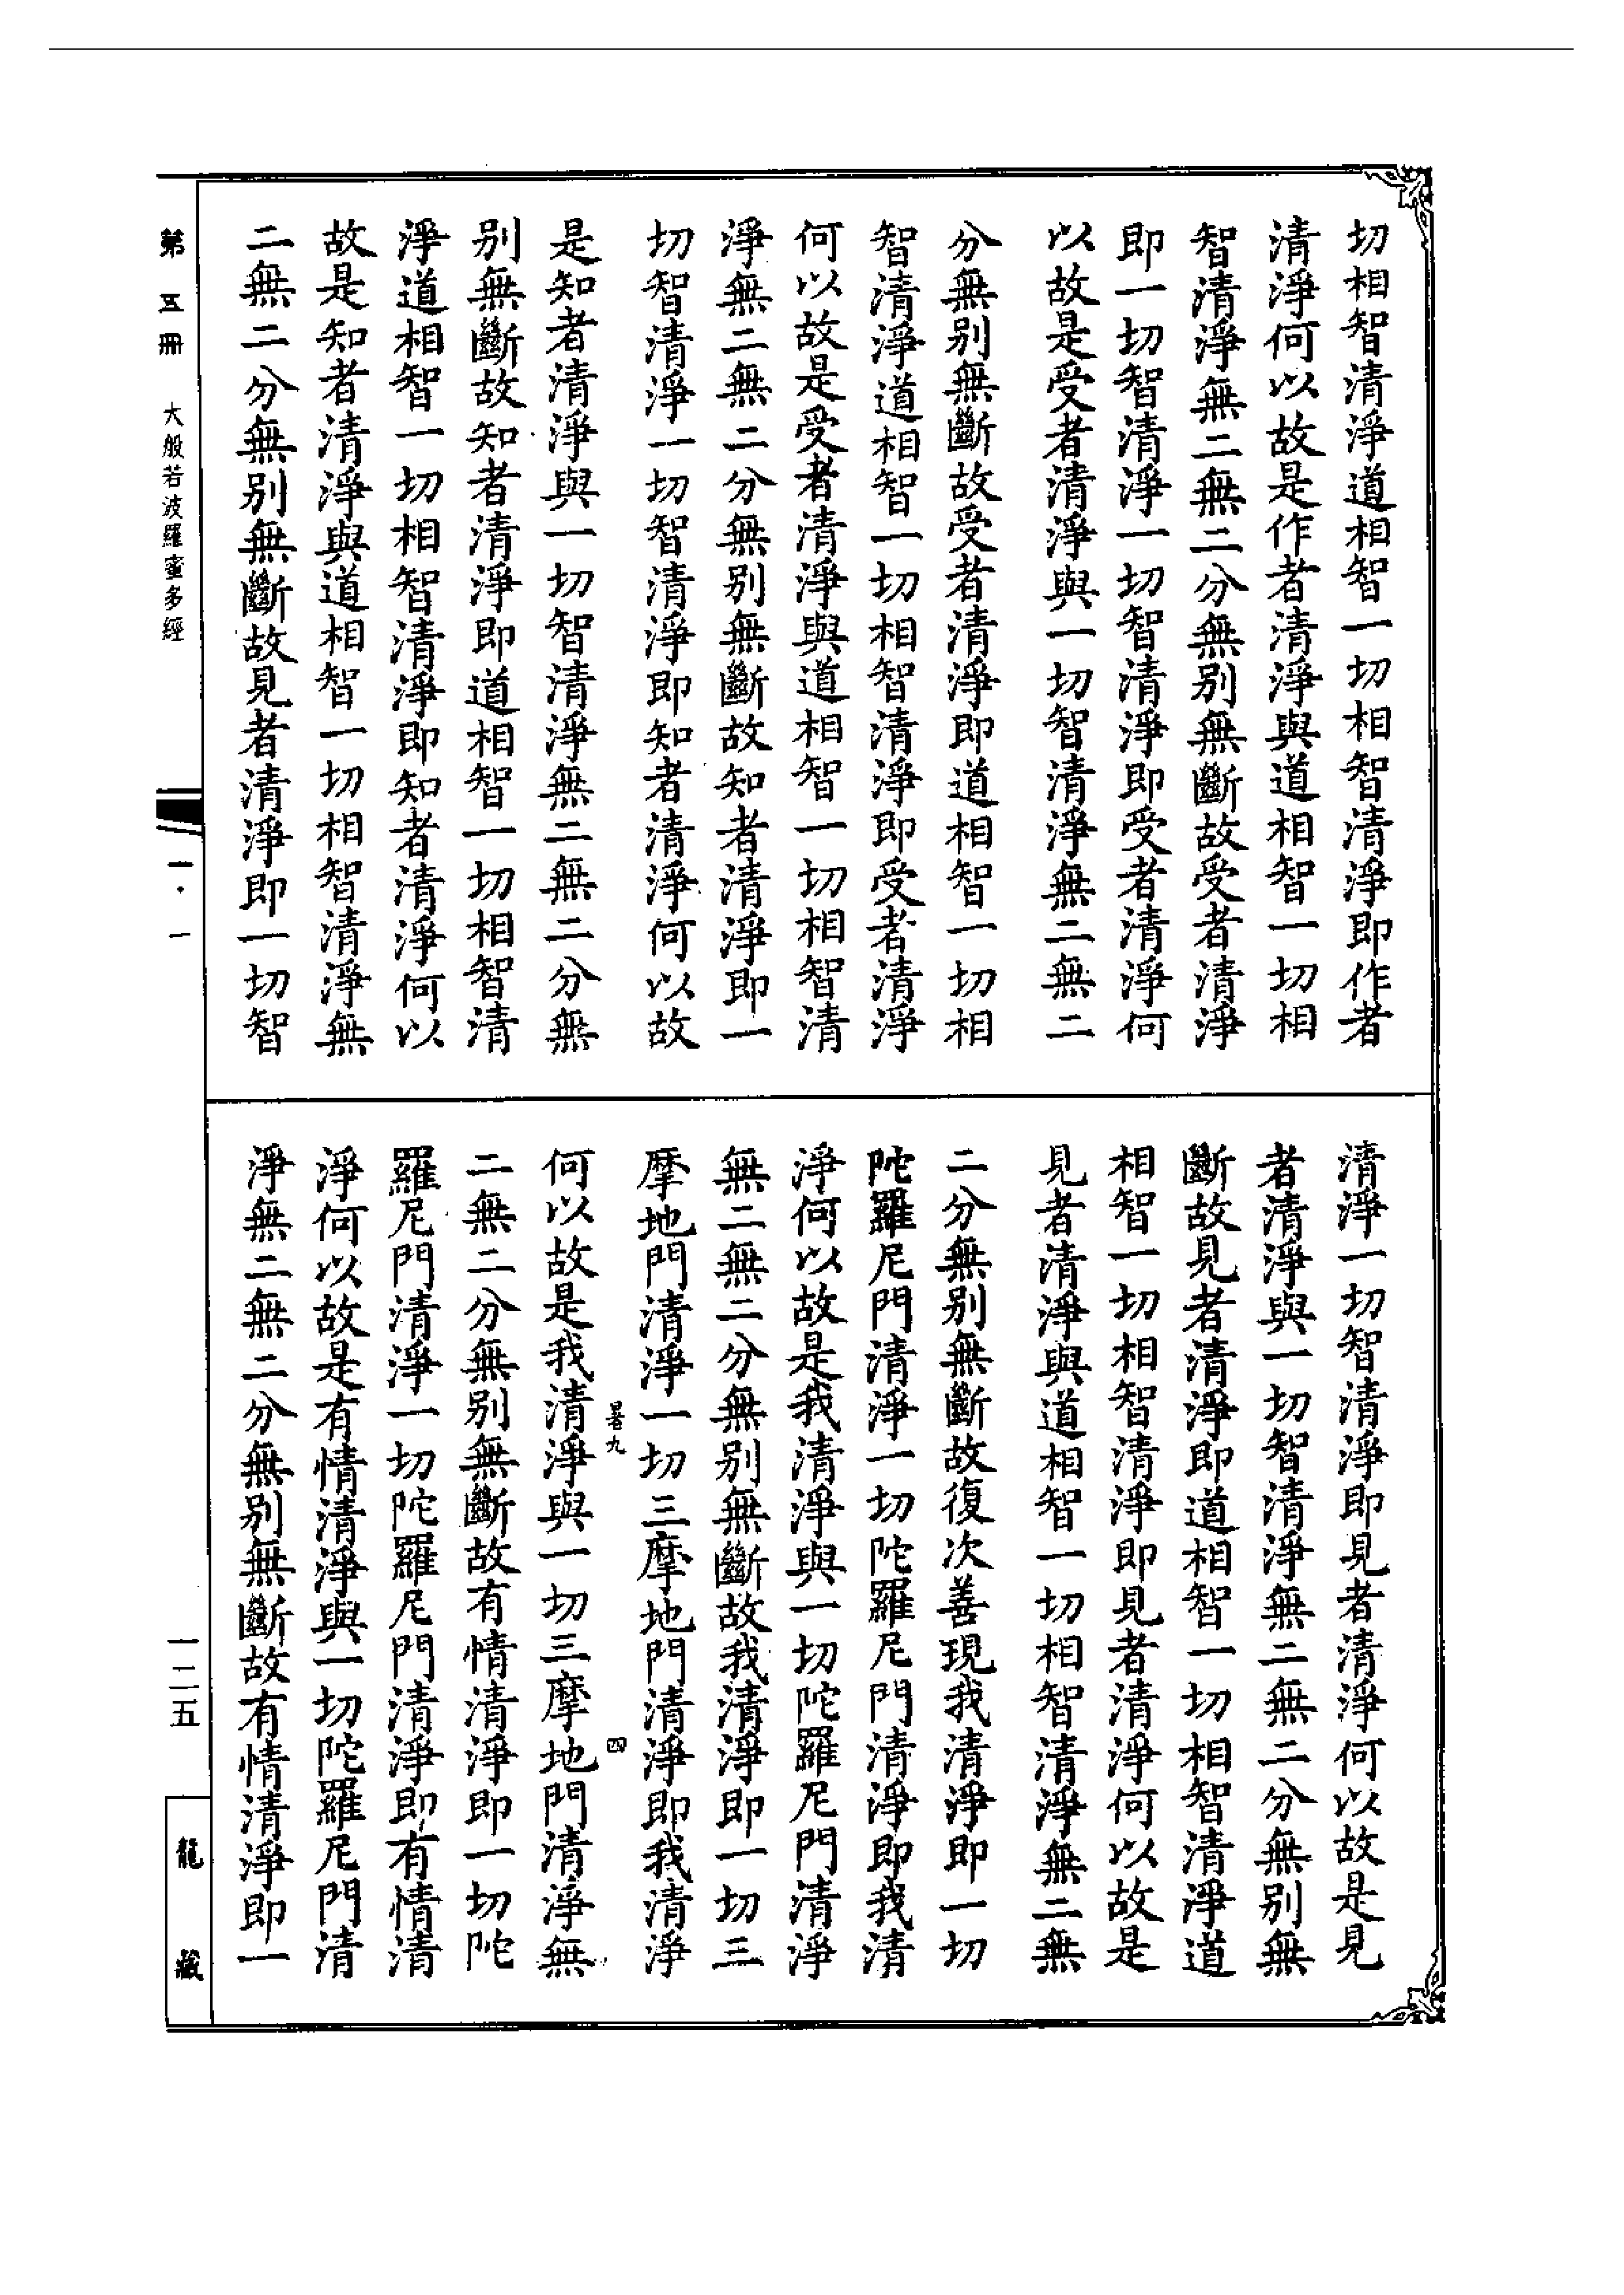 切相智清淨道相智一切相智清淨即作者
清淨何以故是作者清淨與道相智一切相
智清淨無二無二分無別無斷故受者清淨
即一切智清淨一切智清淨即受者清淨何
以故是受者清淨與一切智清淨無二無二
分無別無斷故受者清淨即道相智一切相
智清淨道相智一切相智清淨即受者清淨
何以故是受者清淨與道相智一切相智清
淨無二無二分無別無斷故知者清淨即一
切智清淨一切智清淨即知者清淨何以故
是知者清淨與一切智清淨無二無二分無
別無斷故知者清淨即道相智一切相智清
淨道相智一切相智清淨即知者清淨何以
故是知者清淨與道相智一切相智清淨無
二無二分無別無斷故見者清淨即一切智
清淨一切智清淨即見者清淨何以故是見
者清淨與一切智清淨無二無二分無別無
斷故見者清淨即道相智一切相智清淨道
相智一切相智清淨即見者清淨何以故是
見者清淨與道相智一切相智清淨無二無
二分無別無斷故復次善現我清淨即一切
陀羅尼門清淨一切陀羅尼門清淨即我清
淨何以故是我清淨與一切陀羅尼門清淨
無二無二分無別無斷故我清淨即一切三
摩地門清淨一切三摩地門清淨即我清淨
暑九 四
何以故是我清淨與一切三摩地門清淨無
二無二分無別無斷故有情清淨即一切陀
羅尼門清淨一切陀羅尼門清淨即有情清
淨何以故是有情清淨與一切陀羅尼門清
淨無二無二分無別無斷故有情清淨即一
第五冊 大般若波羅蜜多經
一·一
一二五
龍藏